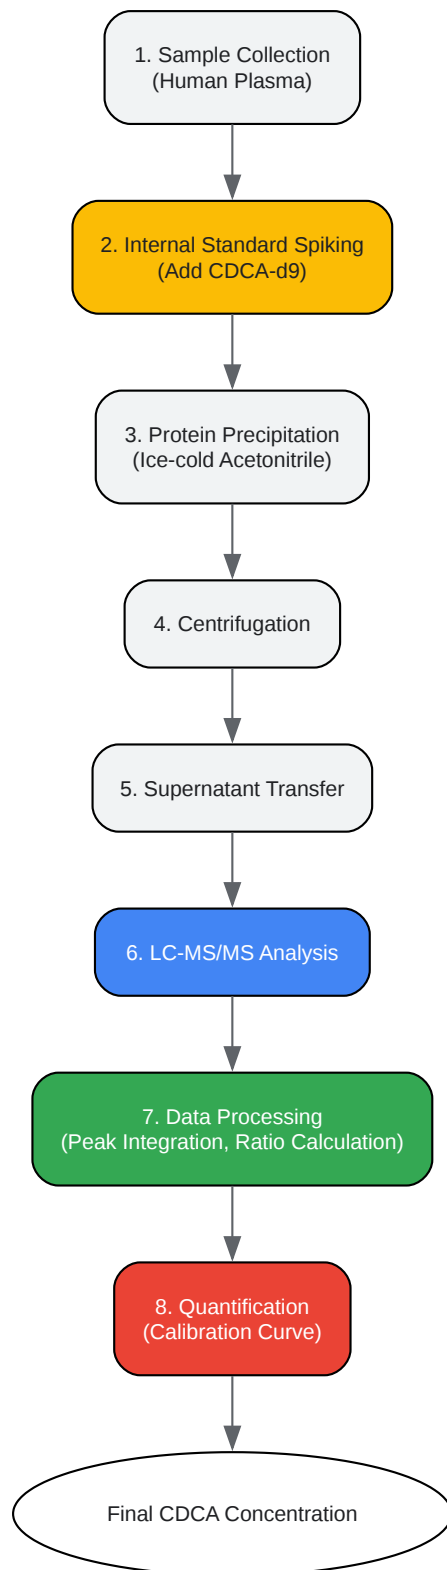 1. Sample Collection
(Human Plasma)
2. Internal Standard Spiking
(Add CDCA-d9)
3. Protein Precipitation
(Ice-cold Acetonitrile)
4. Centrifugation
5. Supernatant Transfer
6. LC-MS/MS Analysis
7. Data Processing
(Peak Integration, Ratio Calculation)
8. Quantification
(Calibration Curve)
Final CDCA Concentration